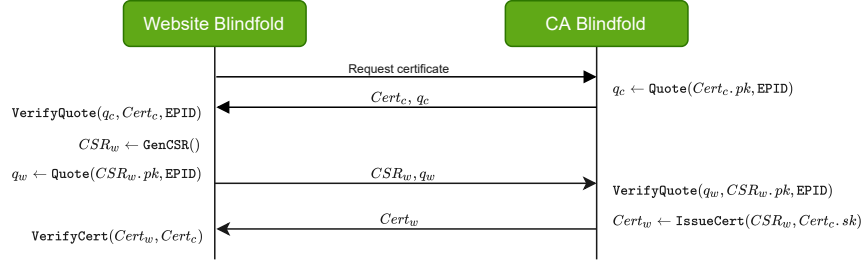 Website Blindfold
CA Blindfold
Request certificate
q_c ← Quote(Cert_c.pk, EPID)
Cert_c, q_c
VerifyQuote(q_c, Cert_c, EPID)
CSR_w ← GenCSR()
q_w ← Quote(CSR_w.pk, EPID)
CSR_w, q_w
VerifyQuote(q_w, CSR_w.pk, EPID)
Cert_w
Cert_w ← IssueCert(CSR_w, Cert_c.sk)
VerifyCert(Cert_w, Cert_c)